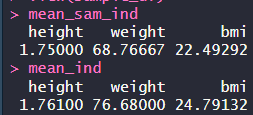 > mean_sam_ind
height weight bmi
1.75000 68.76667 22.49292
> mean_ind
height weight bmi
1.76100 76.68000 24.79132